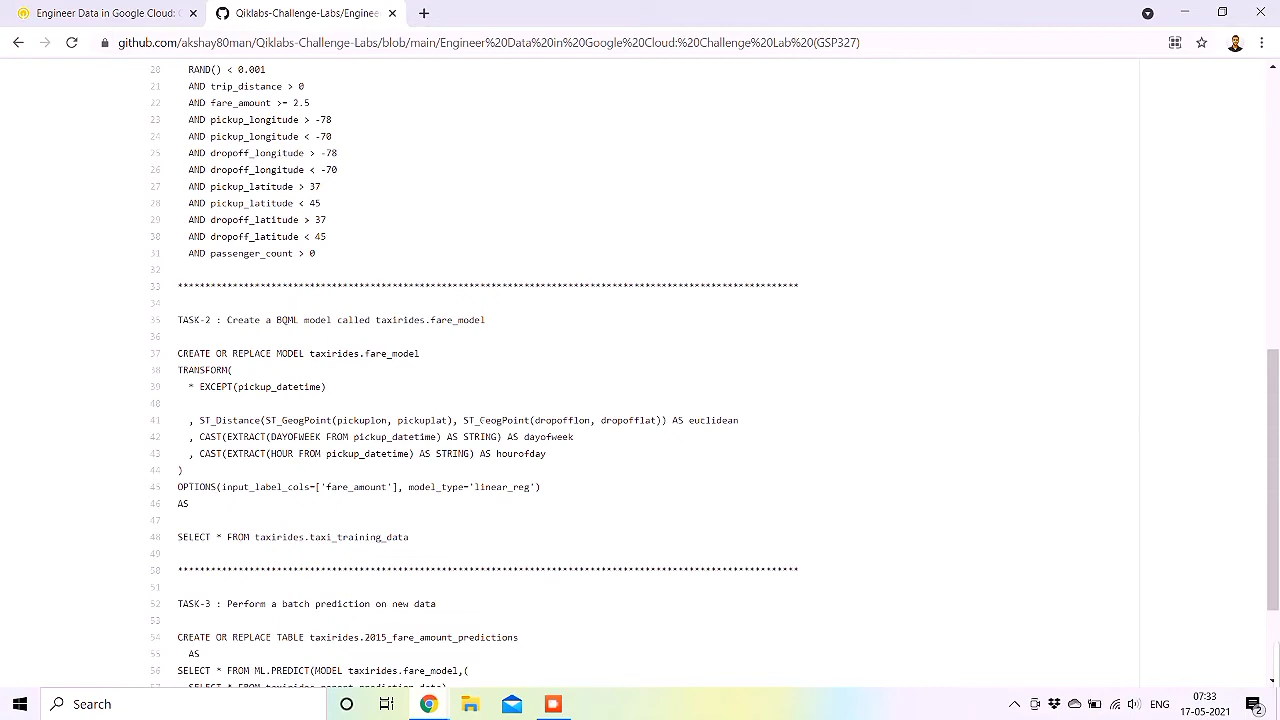 Engineer Data in Google Cloud: C
Qiklabs-Challenge-Labs/Enginee
github.com/akshay80man/Qiklabs-Challenge-Labs/blob/main/Engineer%20Data%20in%20Google%20Cloud:%20Challenge%20Lab%20(GSP327)
20 RAND() < 0.001
21 AND trip_distance > 0
22 AND fare_amount >= 2.5
23 AND pickup_longitude > -78
24 AND pickup_longitude < -70
25 AND dropoff_longitude > -78
26 AND dropoff_longitude < -70
27 AND pickup_latitude > 37
28 AND pickup_latitude < 45
29 AND dropoff_latitude > 37
30 AND dropoff_latitude < 45
31 AND passenger_count > 0
32
33 ******************************************************************************************************************
34
35 TASK-2 : Create a BQML model called taxirides.fare_model
36
37 CREATE OR REPLACE MODEL taxirides.fare_model
38 TRANSFORM(
39 * EXCEPT(pickup_datetime)
40
41 , ST_Distance(ST_GeogPoint(pickuplon, pickuplat), ST_GeogPoint(dropofflon, dropofflat)) AS euclidean
42 , CAST(EXTRACT(DAYOFWEEK FROM pickup_datetime) AS STRING) AS dayofweek
43 , CAST(EXTRACT(HOUR FROM pickup_datetime) AS STRING) AS hourofday
44 )
45 OPTIONS(input_label_cols=['fare_amount'], model_type='linear_reg')
46 AS
47
48 SELECT * FROM taxirides.taxi_training_data
49
50 ******************************************************************************************************************
51
52 TASK-3 : Perform a batch prediction on new data
53
54 CREATE OR REPLACE TABLE taxirides.2015_fare_amount_predictions
55 AS
56 SELECT * FROM ML.PREDICT(MODEL taxirides.fare_model,(
Search
ENG
07:33
17-05-2021
2